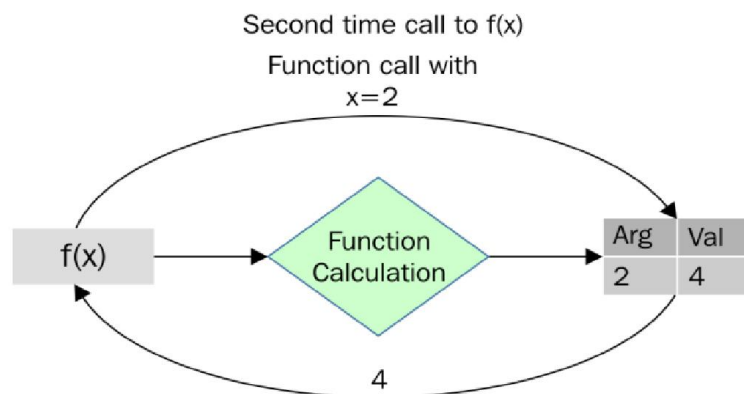 Second time call to f(x)
Function call with
x=2
f(x)
Function
Calculation
Arg Val
2 4
4